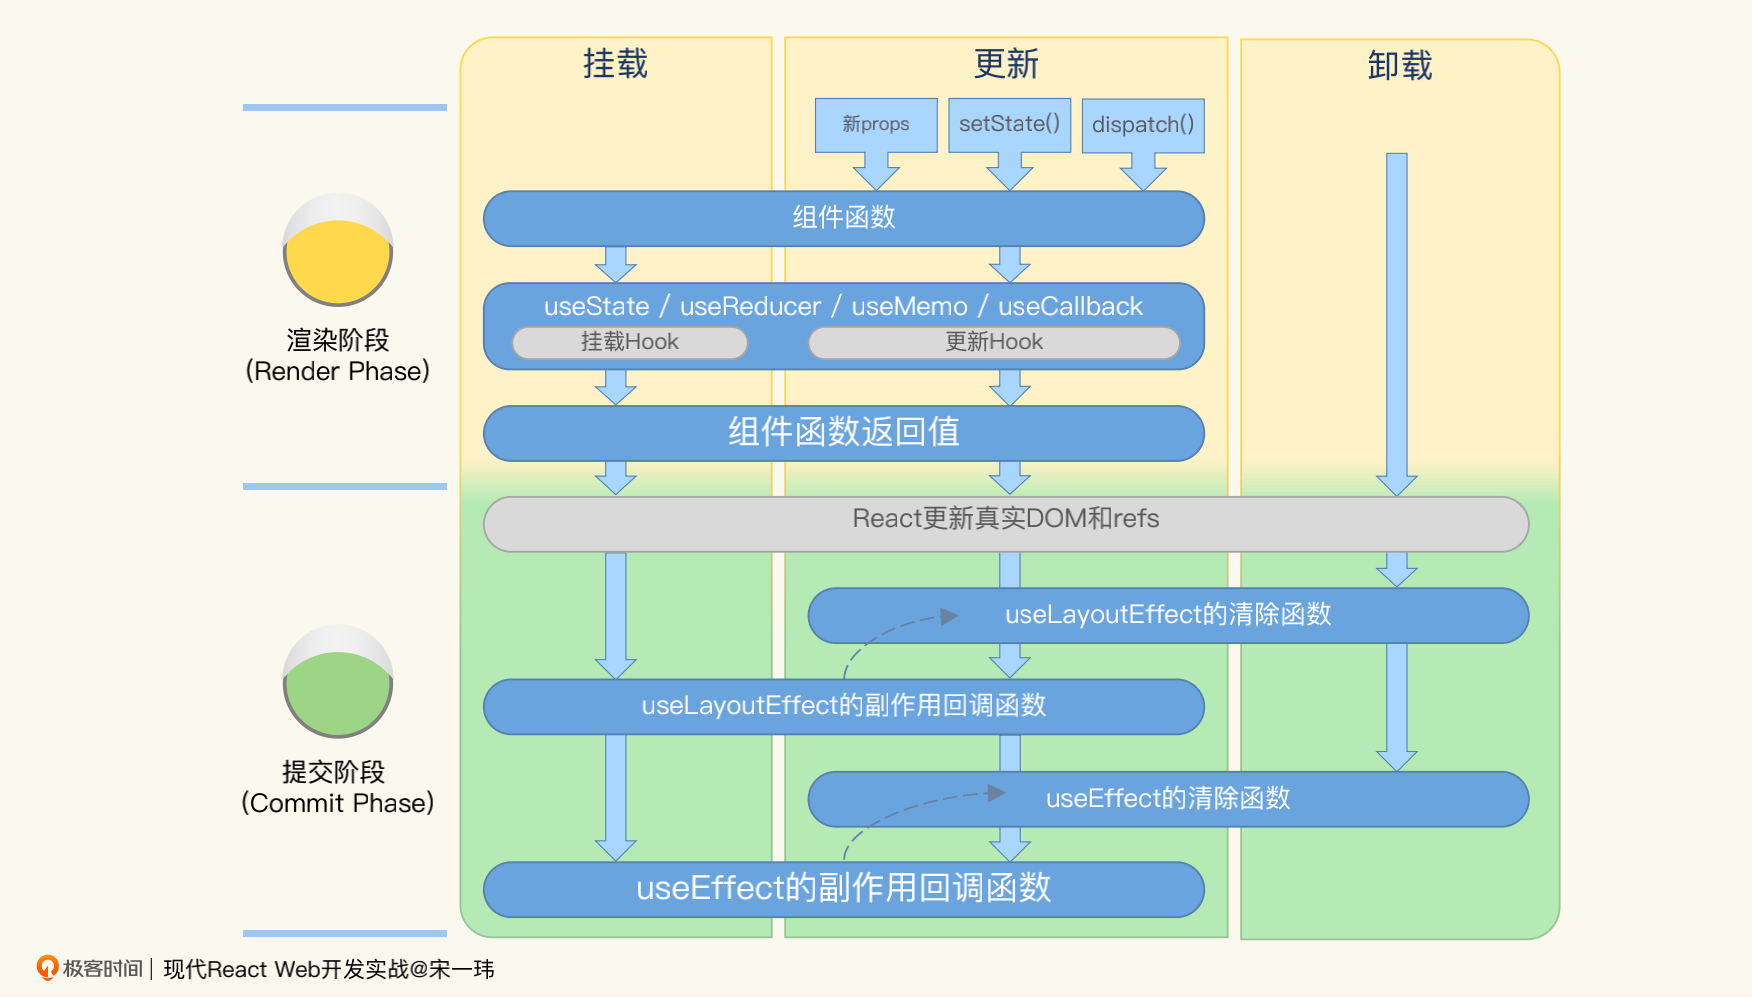 挂载
更新
卸载
新props
setState()
dispatch()
组件函数
useState / useReducer / useMemo / useCallback
挂载Hook
更新Hook
渲染阶段
(Render Phase)
组件函数返回值
React更新真实DOM和refs
useLayoutEffect的清除函数
useLayoutEffect的副作用回调函数
提交阶段
(Commit Phase)
useEffect的清除函数
useEffect的副作用回调函数
极客时间 | 现代React Web开发实战@宋一玮